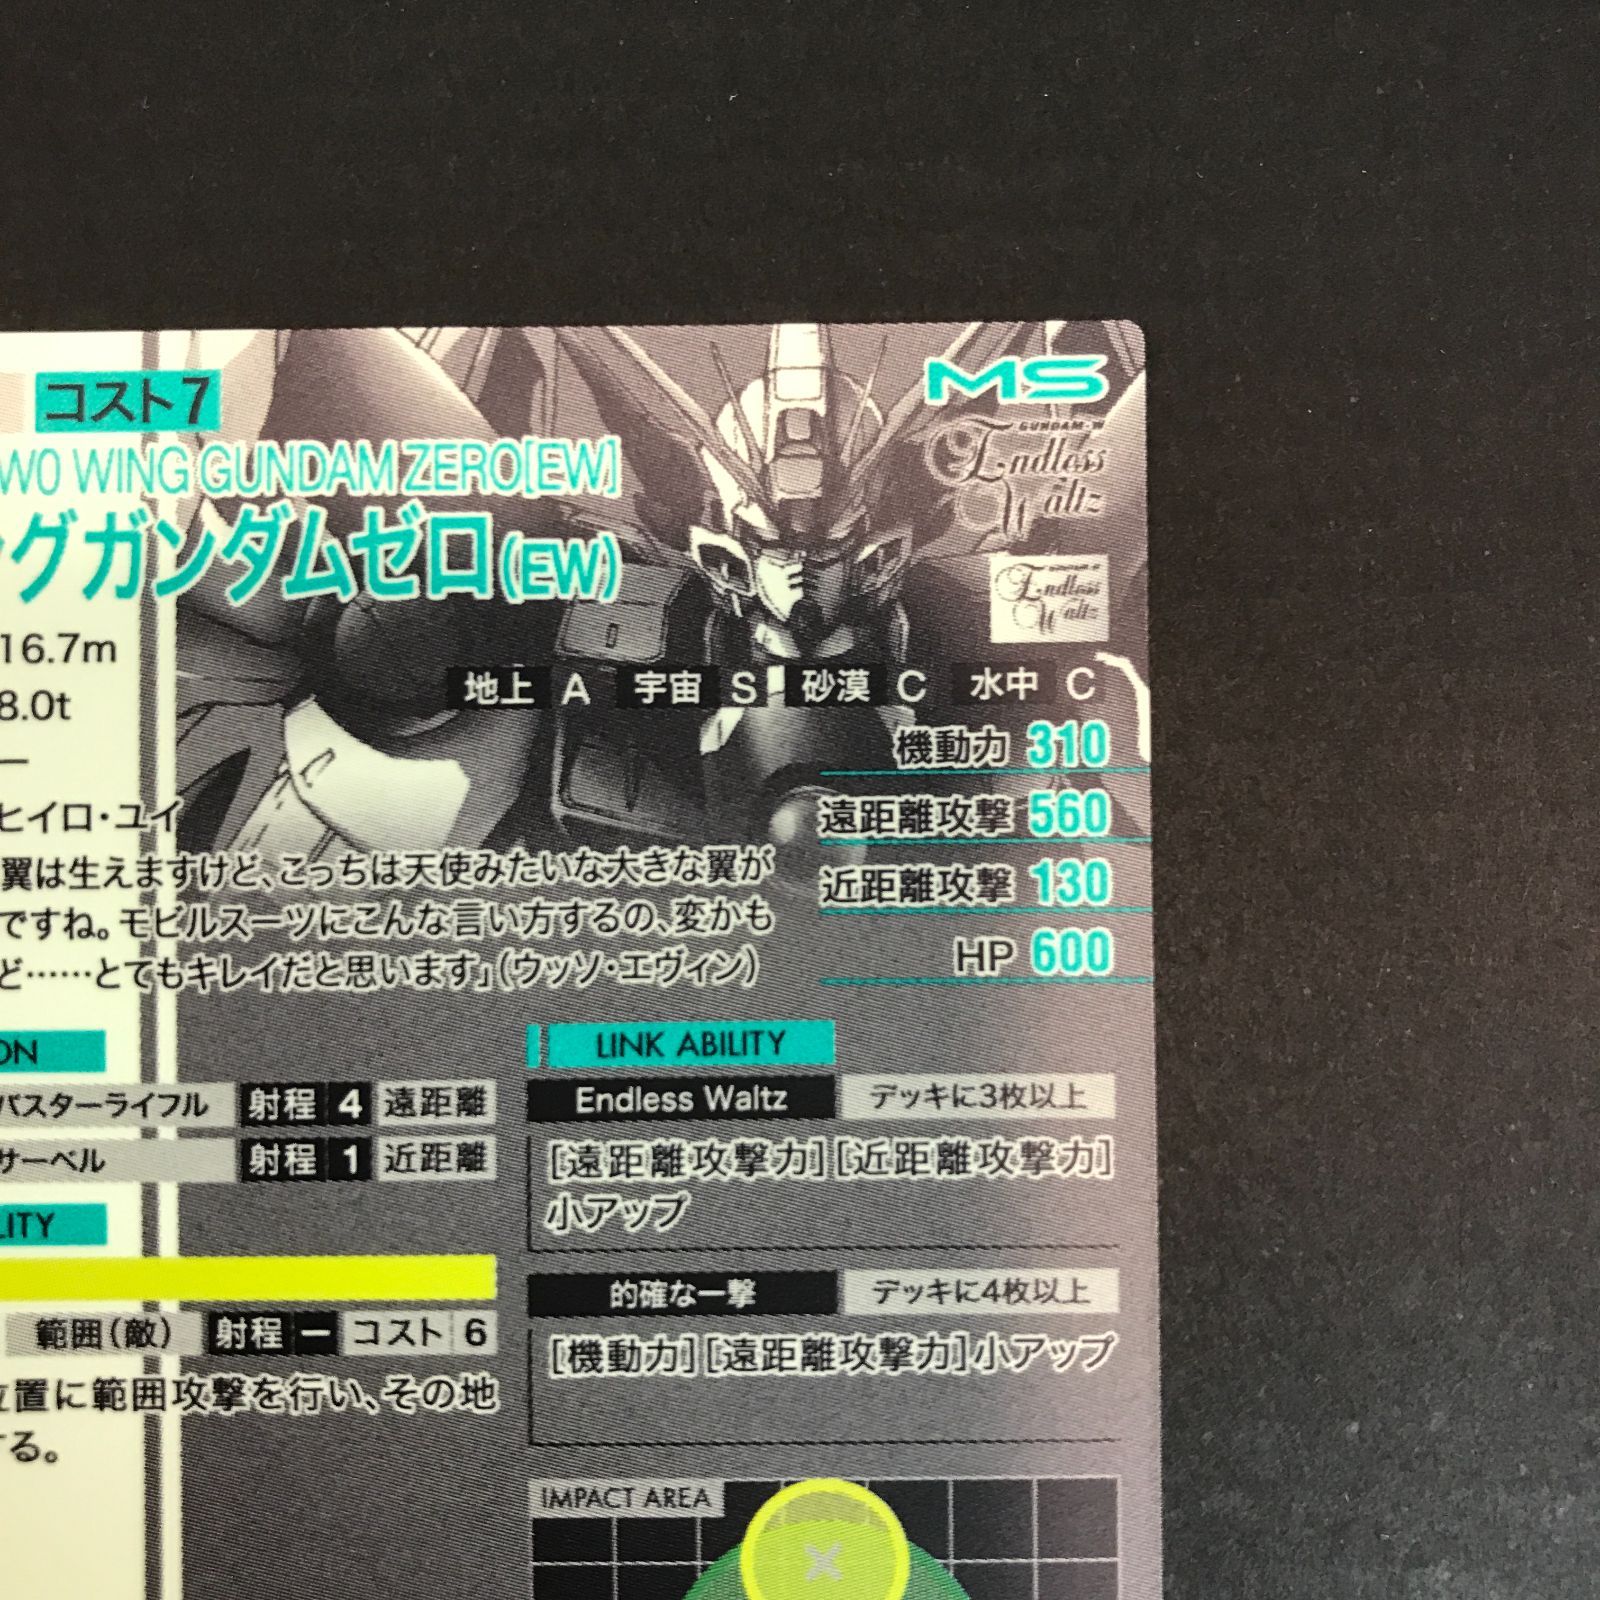 コスト7
MS
GUNDAM-W
Endless
Waltz
W0 WING GUNDAM ZERO[EW]
グガンダムゼロ(EW)
GUNDAM-W
Endless
Waltz
16.7m
地上 A 宇宙 S 砂漠 C 水中 C
8.0t
機動力 310
ー
遠距離攻撃 560
ヒイロ・ユイ
翼は生えますけど、こっちは天使みたいな大きな翼が
近距離攻撃 130
ですね。モビルスーツにこんな言い方するの、変かも
ど……とてもキレイだと思います」(ウッソ・エヴィン)
HP 600
ON
バスターライフル 射程 4 遠距離
サーベル 射程 1 近距離
LITY
範囲(敵) 射程 ー コスト 6
位置に範囲攻撃を行い、その地
する。
LINK ABILITY
Endless Waltz デッキに3枚以上
[遠距離攻撃力][近距離攻撃力]
小アップ
的確な一撃 デッキに4枚以上
[機動力][遠距離攻撃力]小アップ
IMPACT AREA